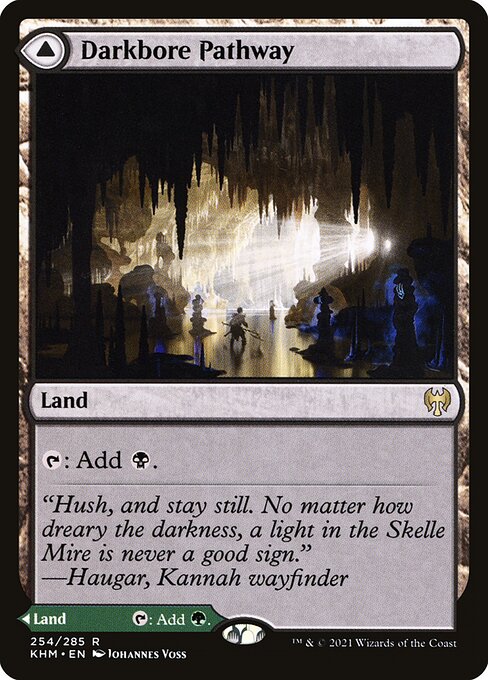 Darkbore Pathway
Land
: Add .
“Hush, and stay still. No matter how
dreary the darkness, a light in the Skelle
Mire is never a good sign.”
—Haugar, Kannah wayfinder
Land : Add .
254/285 R
KHM • EN Johannes Voss
™ & © 2021 Wizards of the Coast